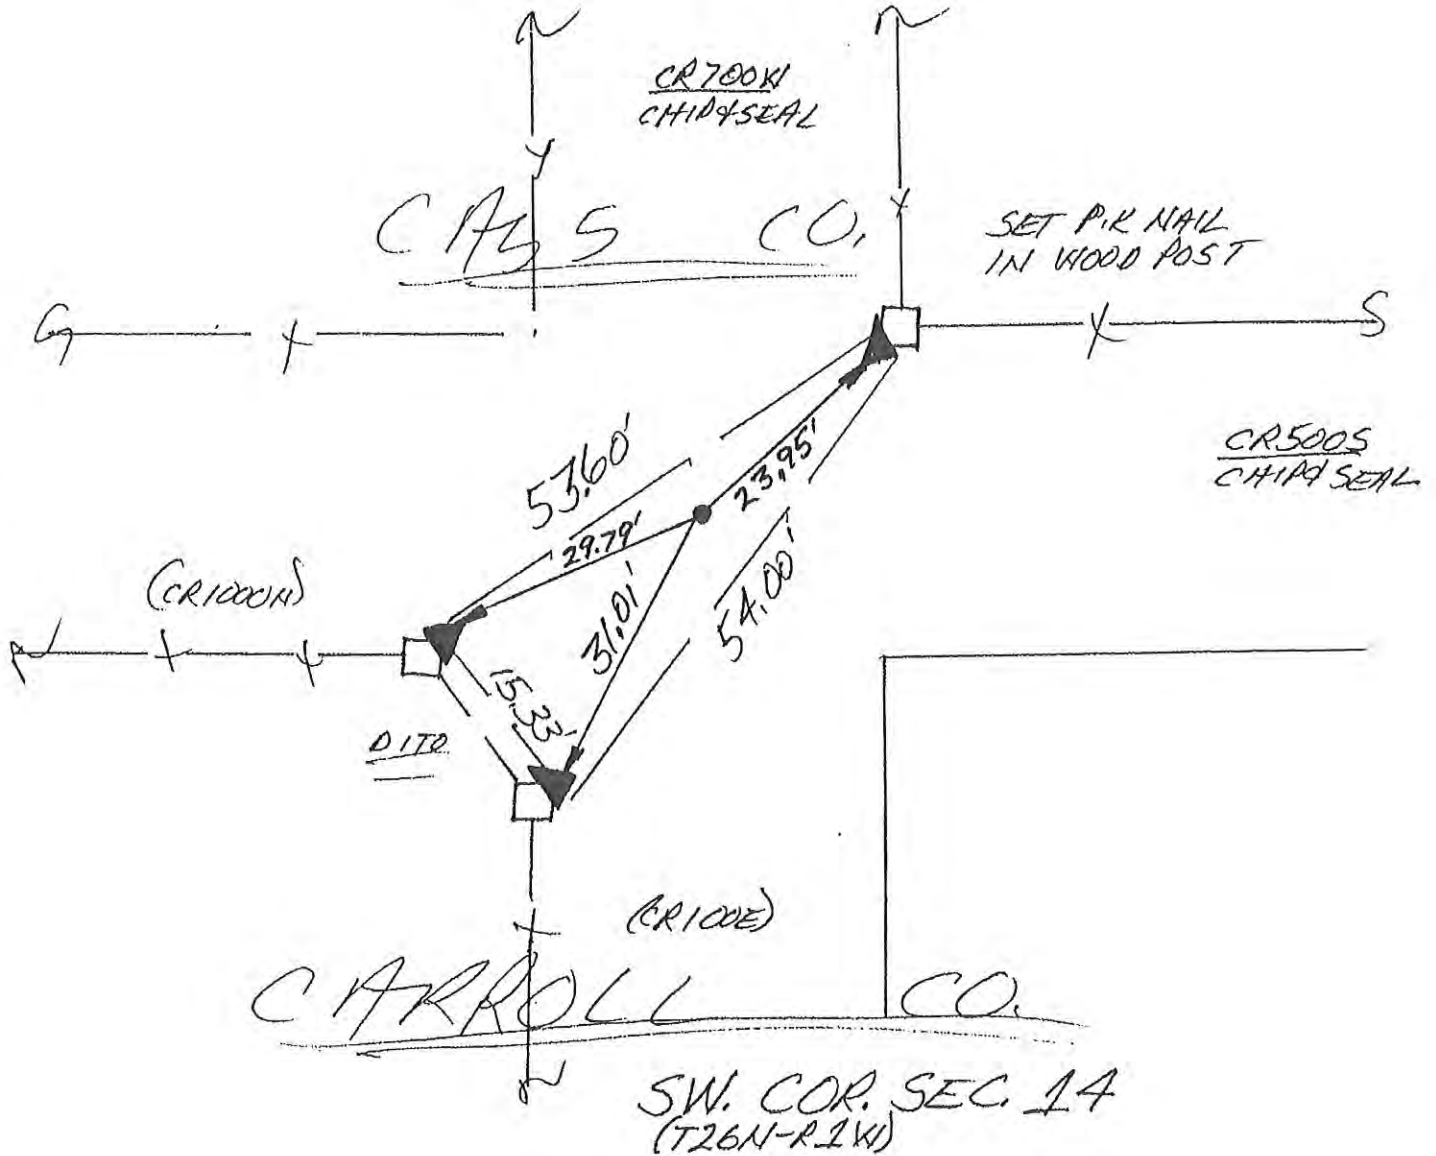 CR700W
CHIP&SEAL
CASS CO.
SET P.K NAIL
IN WOOD POST
CR500S
CHIP&SEAL
53.60'
23.95'
29.79'
(CR1000N)
31.01'
54.00'
15.33'
DITO
(CR100E)
CARROLL CO.
SW. COR. SEC. 14
(T26N-R1W)